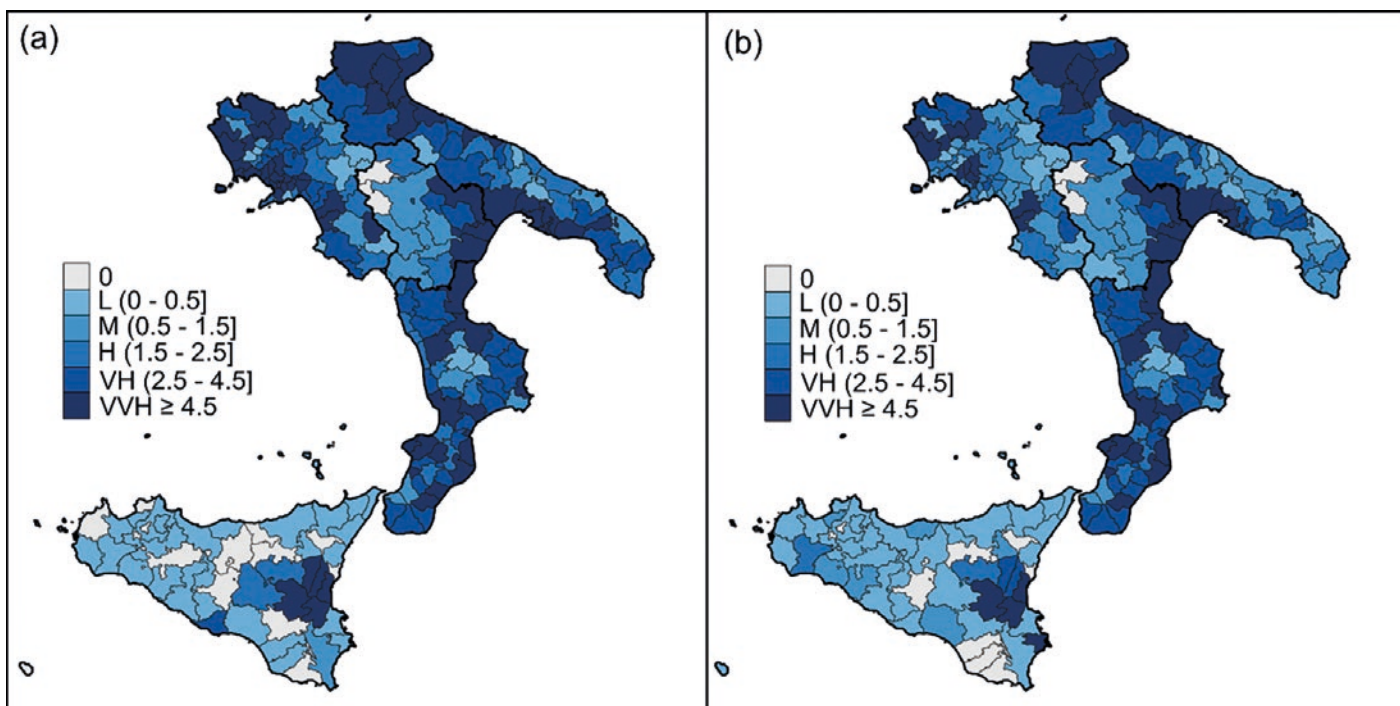 (a)
0
L (0 - 0.5]
M (0.5 - 1.5]
H (1.5 - 2.5]
VH (2.5 - 4.5]
VVH ≥ 4.5
(b)
0
L (0 - 0.5]
M (0.5 - 1.5]
H (1.5 - 2.5]
VH (2.5 - 4.5]
VVH ≥ 4.5